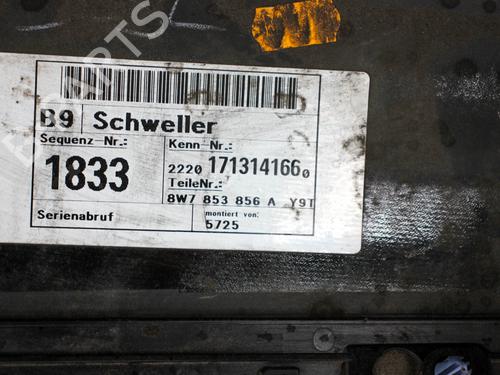 B9 Schweller
Sequenz-Nr.: Kenn Nr.:
1833 2220 171314166 0
TeileNr.:
8W7 853 856 A Y9T
Serienabruf montiert von:
5725